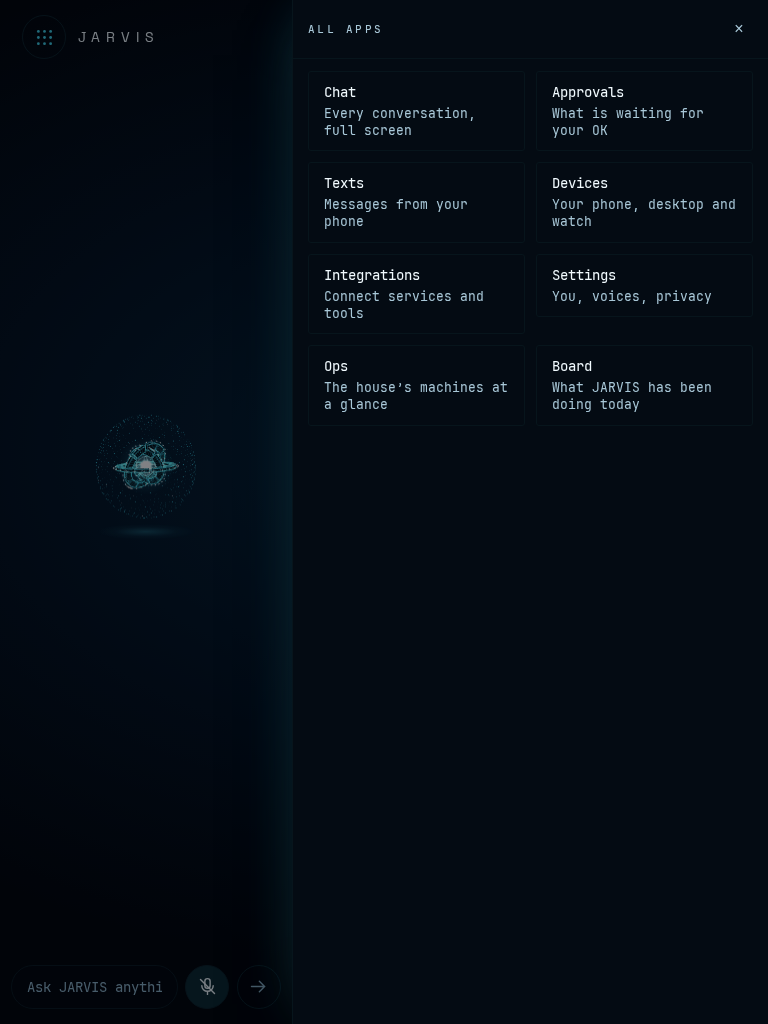 JARVIS
ALL APPS
×
Chat
Every conversation,
full screen
Approvals
What is waiting for
your OK
Texts
Messages from your
phone
Devices
Your phone, desktop and
watch
Integrations
Connect services and
tools
Settings
You, voices, privacy
Ops
The house’s machines at
a glance
Board
What JARVIS has been
doing today
Ask JARVIS anythi